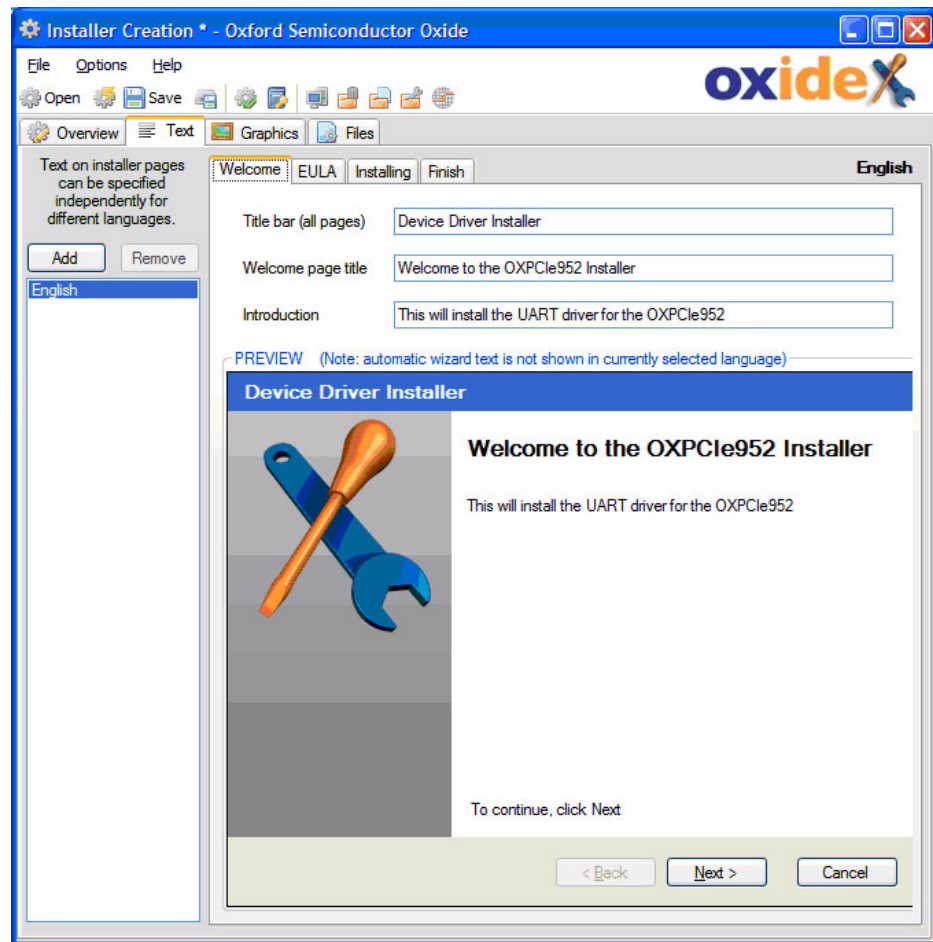 Installer Creation * - Oxford Semiconductor Oxide
File Options Help
oxide
Open Save
Overview Text Graphics Files
Text on installer pages
can be specified
independently for
different languages.
Add Remove
English
Welcome EULA Installing Finish
English
Title bar (all pages) Device Driver Installer
Welcome page title Welcome to the OXPCIe952 Installer
Introduction This will install the UART driver for the OXPCIe952
PREVIEW (Note: automatic wizard text is not shown in currently selected language)
Device Driver Installer
Welcome to the OXPCIe952 Installer
This will install the UART driver for the OXPCIe952
To continue, click Next
< Back Next > Cancel